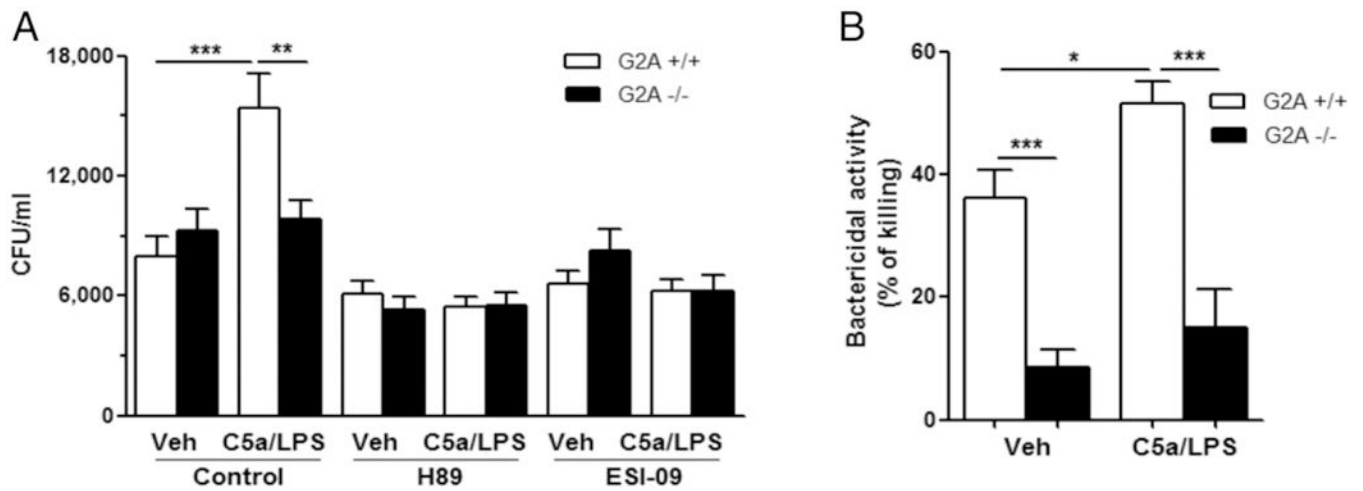 A
*** **
18,000
12,000
6,000
0
CFU/ml
G2A +/+
G2A -/-
Veh C5a/LPS Veh C5a/LPS Veh C5a/LPS
Control H89 ESI-09
B
* ***
***
60
40
20
0
Bactericidal activity
(% of killing)
G2A +/+
G2A -/-
Veh C5a/LPS